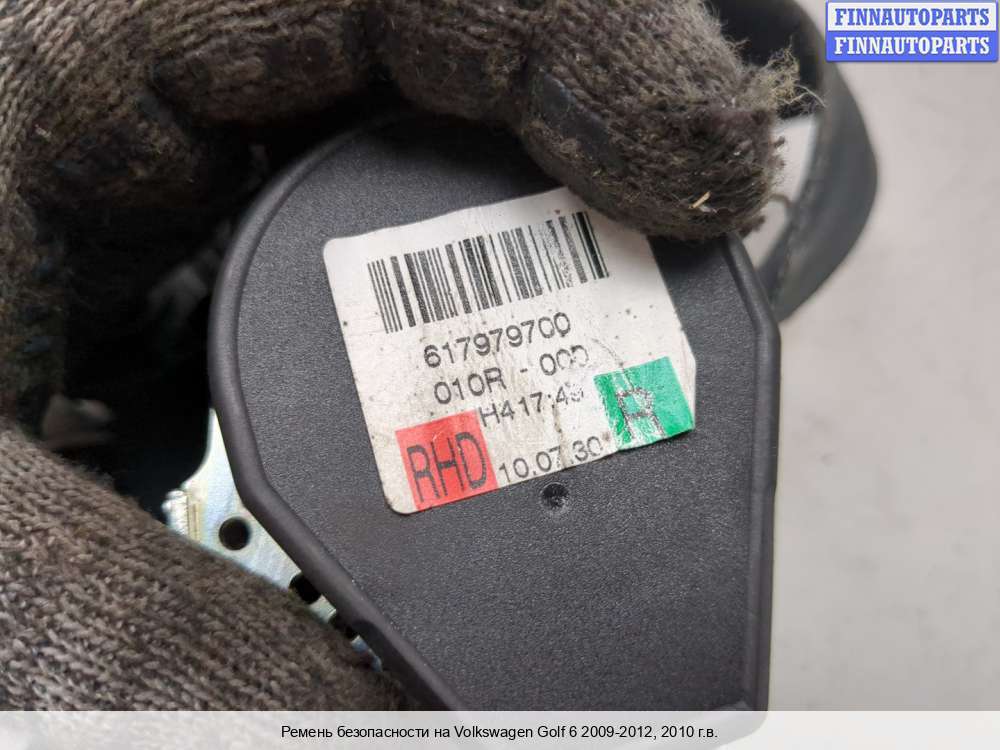 FINNAUTOPARTS
FINNAUTOPARTS
617979700
010R - 00D
H417:49
R
RHD
10.07.30
Ремень безопасности на Volkswagen Golf 6 2009-2012, 2010 г.в.